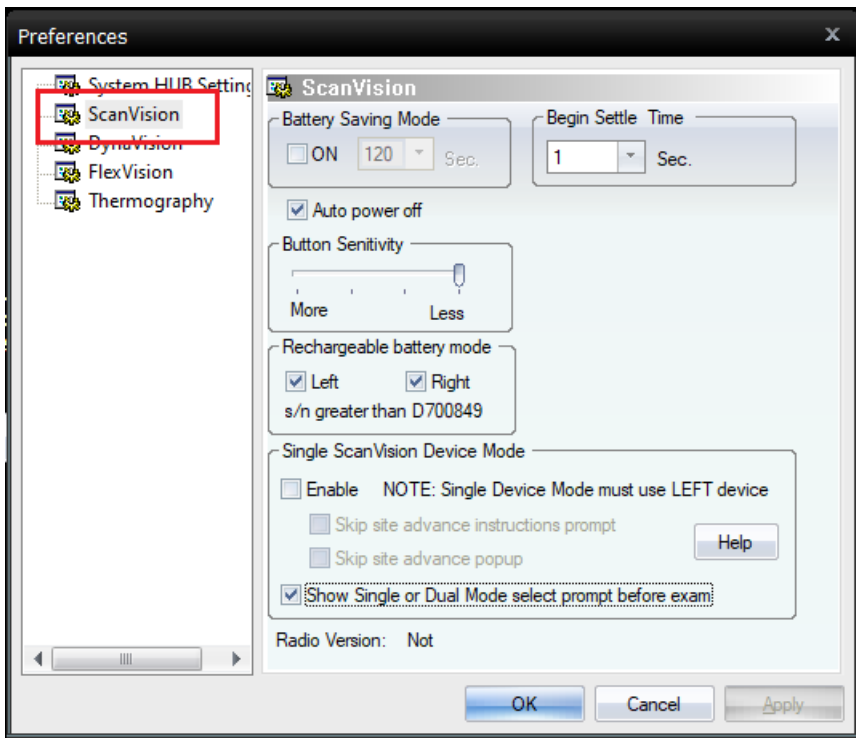 Preferences
x
System HUB Setting
ScanVision
DynaVision
FlexVision
Thermography
ScanVision
Battery Saving Mode
ON 120 Sec.
Begin Settle Time
1 Sec.
Auto power off
Button Senitivity
More Less
Rechargeable battery mode
Left Right
s/n greater than D700849
Single ScanVision Device Mode
Enable NOTE: Single Device Mode must use LEFT device
Skip site advance instructions prompt
Skip site advance popup
Help
Show Single or Dual Mode select prompt before exam
Radio Version: Not
OK Cancel Apply